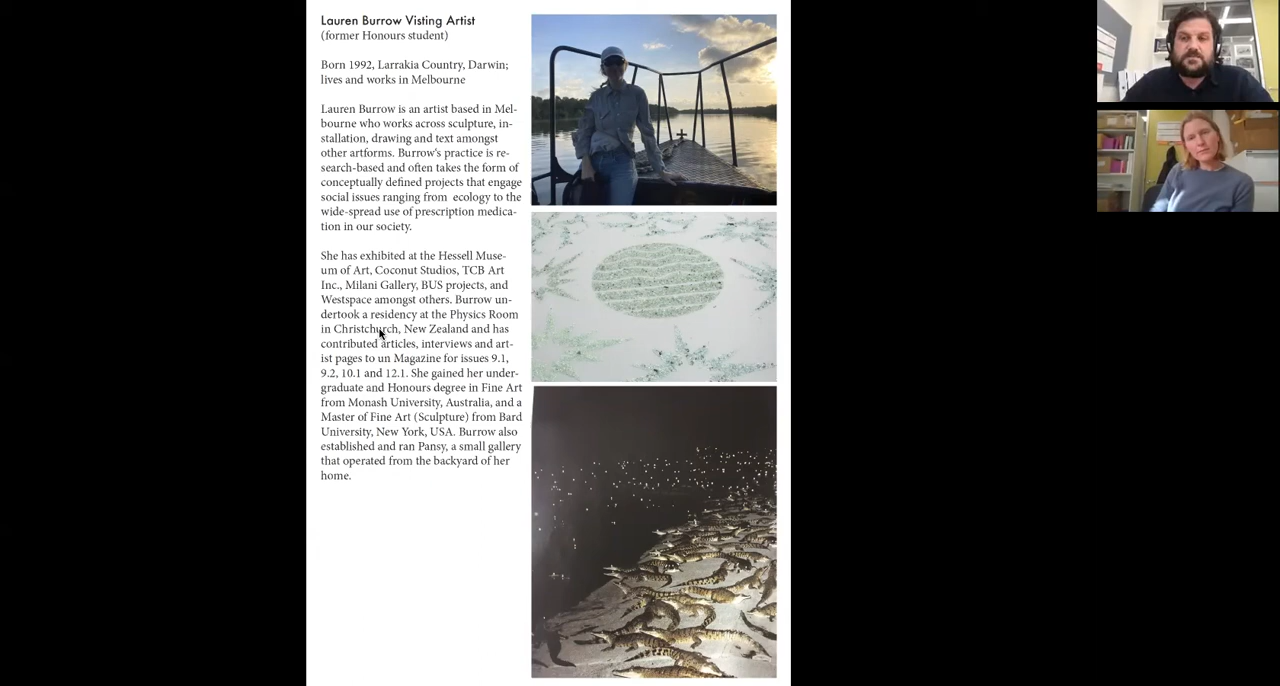 Lauren Burrow Visting Artist
(former Honours student)
Born 1992, Larrakia Country, Darwin;
lives and works in Melbourne
Lauren Burrow is an artist based in Mel-
bourne who works across sculpture, in-
stallation, drawing and text amongst
other artforms. Burrow's practice is re-
search-based and often takes the form of
conceptually defined projects that engage
social issues ranging from ecology to the
wide-spread use of prescription medica-
tion in our society.
She has exhibited at the Hessell Muse-
um of Art, Coconut Studios, TCB Art
Inc., Milani Gallery, BUS projects, and
Westspace amongst others. Burrow un-
dertook a residency at the Physics Room
in Christchurch, New Zealand and has
contributed articles, interviews and art-
ist pages to un Magazine for issues 9.1,
9.2, 10.1 and 12.1. She gained her under-
graduate and Honours degree in Fine Art
from Monash University, Australia, and a
Master of Fine Art (Sculpture) from Bard
University, New York, USA. Burrow also
established and ran Pansy, a small gallery
that operated from the backyard of her
home.